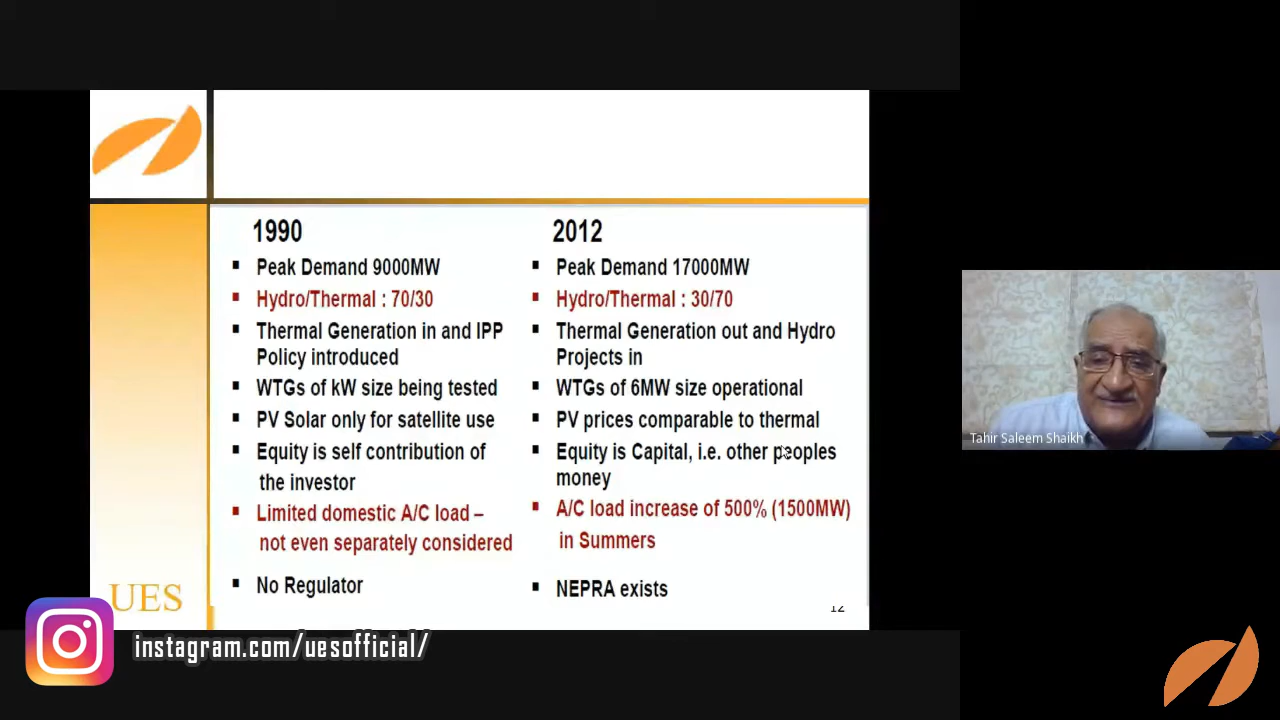 1990
Peak Demand 9000MW
Hydro/Thermal : 70/30
Thermal Generation in and IPP
Policy introduced
WTGs of kW size being tested
PV Solar only for satellite use
Equity is self contribution of
the investor
Limited domestic A/C load –
not even separately considered
No Regulator
2012
Peak Demand 17000MW
Hydro/Thermal : 30/70
Thermal Generation out and Hydro
Projects in
WTGs of 6MW size operational
PV prices comparable to thermal
Equity is Capital, i.e. other peoples
money
A/C load increase of 500% (1500MW)
in Summers
NEPRA exists
12
UES
instagram.com/uesofficial/
Tahir Saleem Shaikh